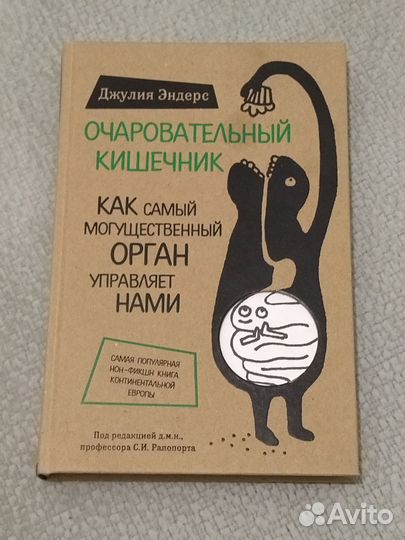 Джулия Эндерс
ОЧАРОВАТЕЛЬНЫЙ
КИШЕЧНИК
КАК САМЫЙ
МОГУЩЕСТВЕННЫЙ
ОРГАН
УПРАВЛЯЕТ
НАМИ
САМАЯ ПОПУЛЯРНАЯ
НОН-ФИКШН КНИГА
КОНТИНЕНТАЛЬНОЙ
ЕВРОПЫ
Под редакцией д.м.н.,
профессора С.И. Рапопорта
Avito